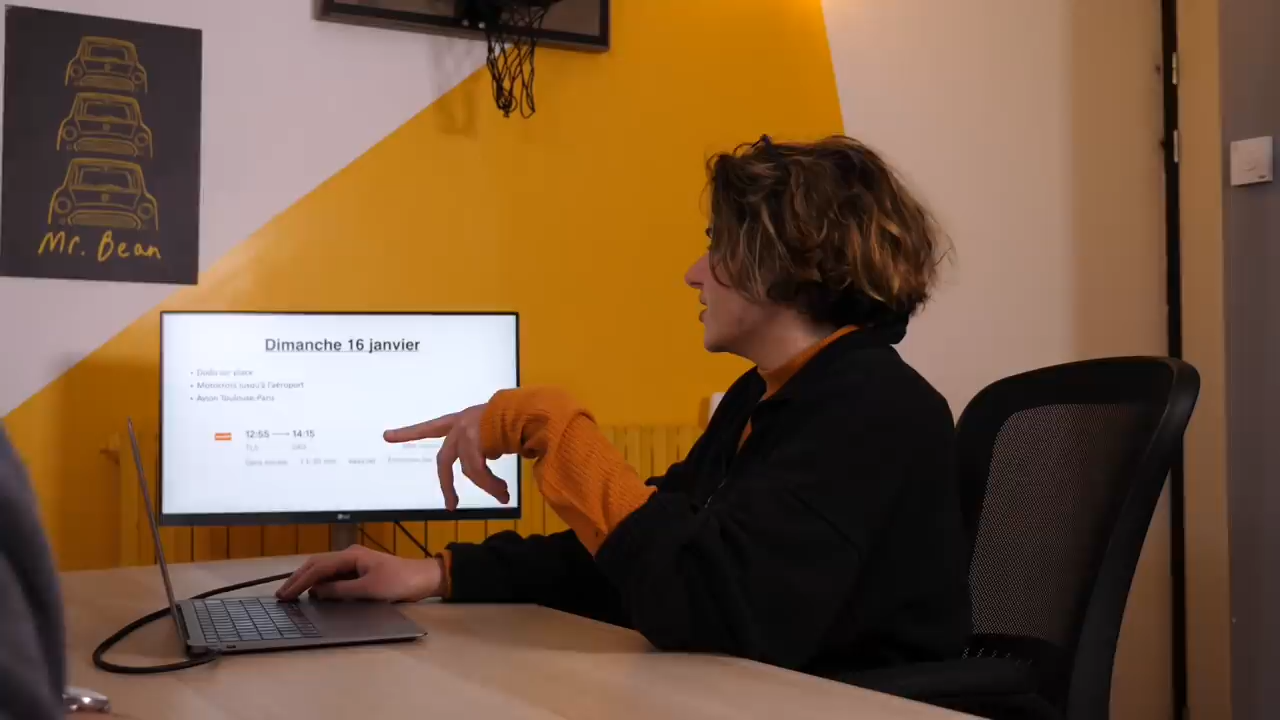 Mr. Bean
Dimanche 16 janvier
• Dodo sur place
• Motocross jusqu'à l'aéroport
• Avion Toulouse-Paris
12:55 — 14:15
TLS
LG